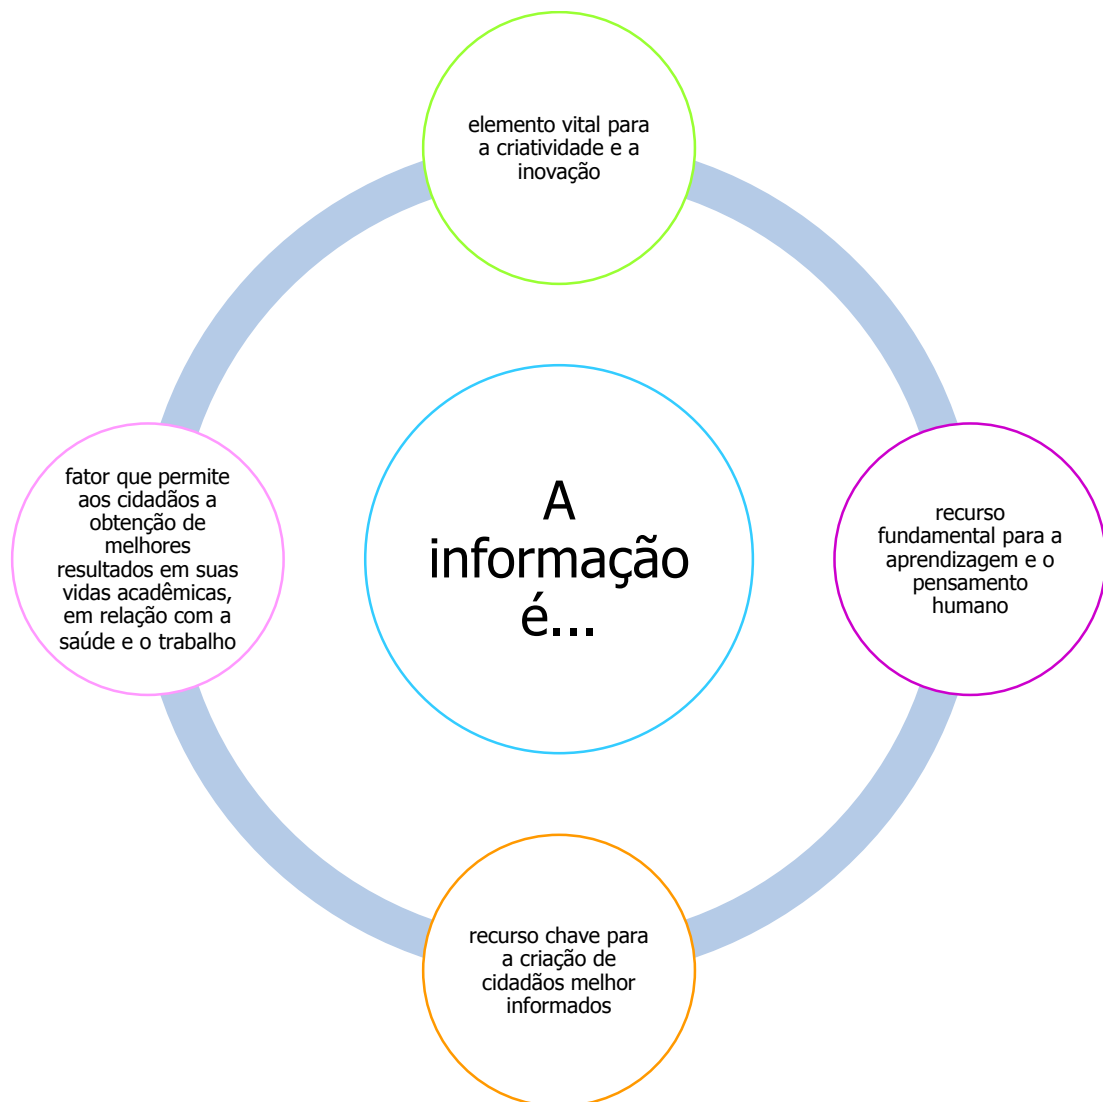 elemento vital para
a criatividade e a
inovação
A
informação
é...
fator que permite
aos cidadãos a
obtenção de
melhores
resultados em suas
vidas acadêmicas,
em relação com a
saúde e o trabalho
recurso
fundamental para a
aprendizagem e o
pensamento
humano
recurso chave para
a criação de
cidadãos melhor
informados